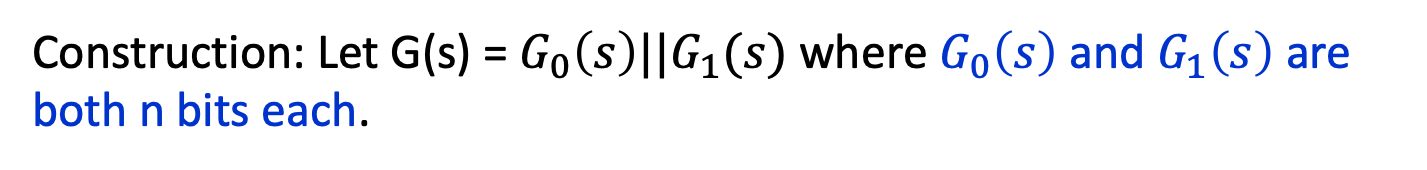 Construction: Let G(s) = G₀(s)||G₁(s) where G₀(s) and G₁(s) are
both n bits each.